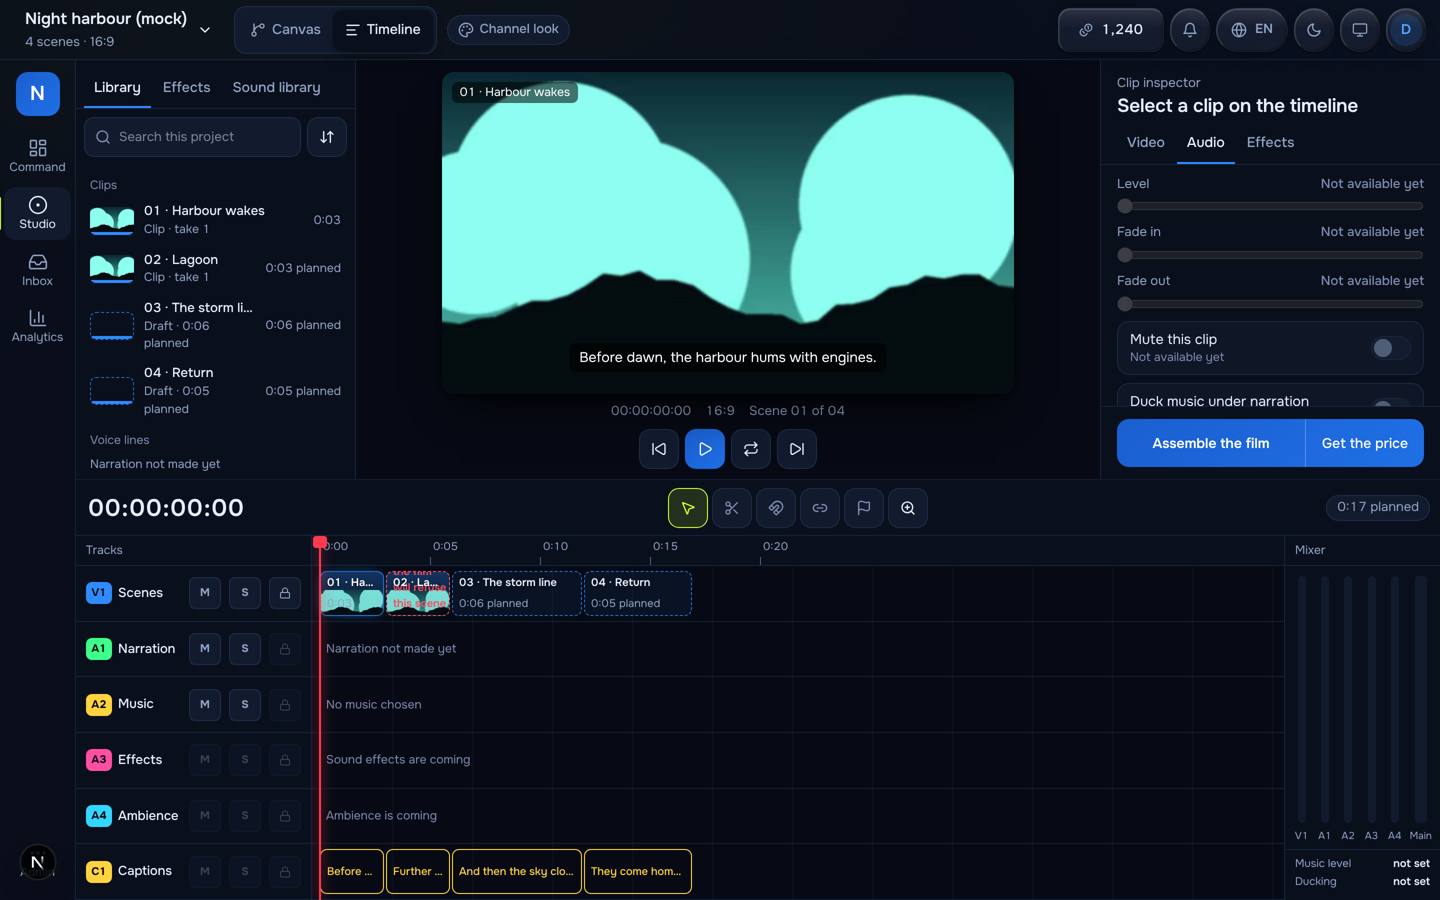 Night harbour (mock)
4 scenes · 16:9
Canvas
Timeline
Channel look
1,240
EN
D
N
Command
Studio
Inbox
Analytics
N
Library
Effects
Sound library
Search this project
Clips
01 · Harbour wakes
Clip · take 1
0:03
02 · Lagoon
Clip · take 1
0:03 planned
03 · The storm li...
Draft · 0:06
planned
0:06 planned
04 · Return
Draft · 0:05
planned
0:05 planned
Voice lines
Narration not made yet
01 · Harbour wakes
Before dawn, the harbour hums with engines.
00:00:00:00
16:9
Scene 01 of 04
Clip inspector
Select a clip on the timeline
Video
Audio
Effects
Level
Not available yet
Fade in
Not available yet
Fade out
Not available yet
Mute this clip
Not available yet
Duck music under narration
Assemble the film
Get the price
00:00:00:00
0:17 planned
Tracks
0:00
0:05
0:10
0:15
0:20
Mixer
V1
Scenes
M
S
01 · Ha...
0:03
02 · La...
still refuse
this scene
03 · The storm line
0:06 planned
04 · Return
0:05 planned
A1
Narration
M
S
Narration not made yet
A2
Music
M
S
No music chosen
A3
Effects
M
S
Sound effects are coming
A4
Ambience
M
S
Ambience is coming
C1
Captions
M
S
Before ...
Further ...
And then the sky clo...
They come hom...
V1
A1
A2
A3
A4
Main
Music level
not set
Ducking
not set